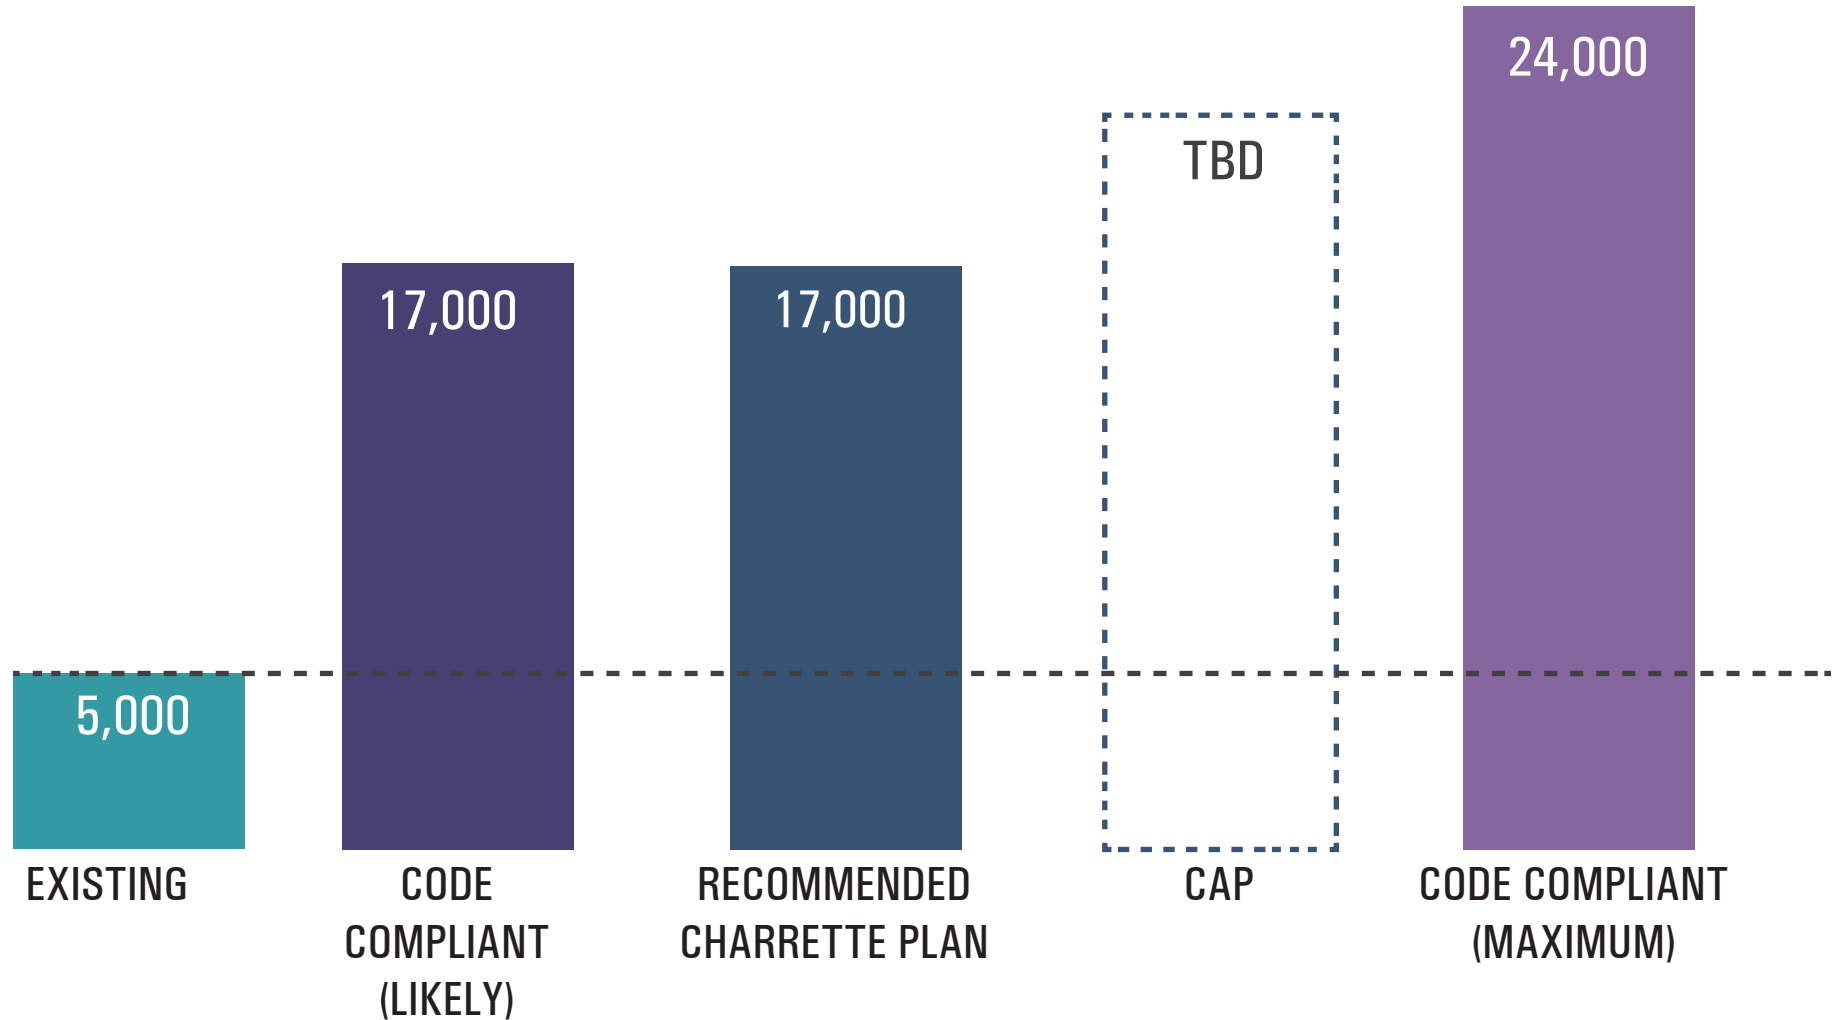 24,000
TBD
17,000
17,000
5,000
EXISTING
CODE
COMPLIANT
(LIKELY)
RECOMMENDED
CHARRETTE PLAN
CAP
CODE COMPLIANT
(MAXIMUM)